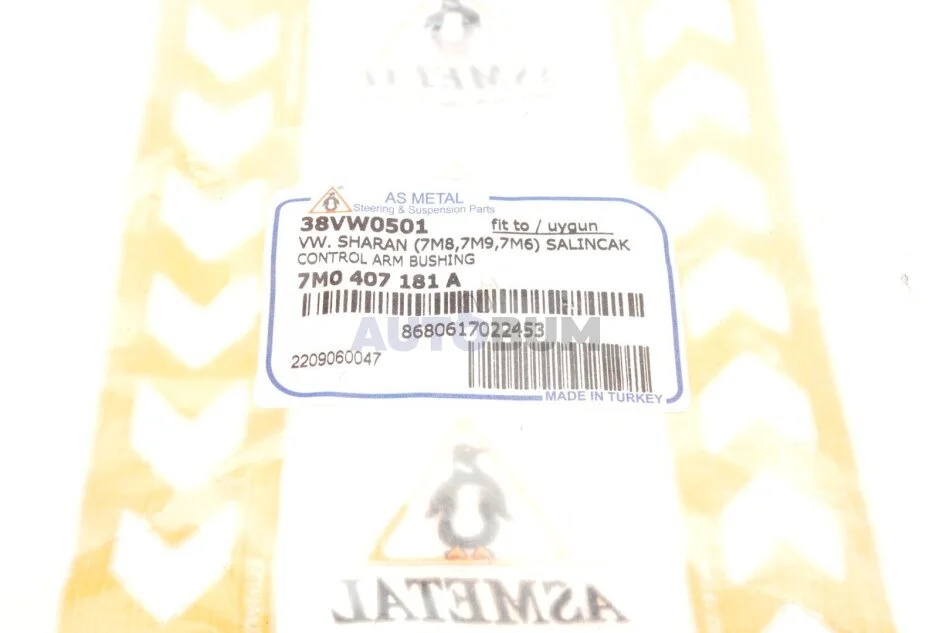 ASMETAL
AS METAL
Steering & Suspension Parts
38VW0501 fit to / uygun
VW. SHARAN (7M8,7M9,7M6) SALINCAK
CONTROL ARM BUSHING
7M0 407 181 A
AUTOBUM
8680617022453
2209060047
MADE IN TURKEY
ASMETAL